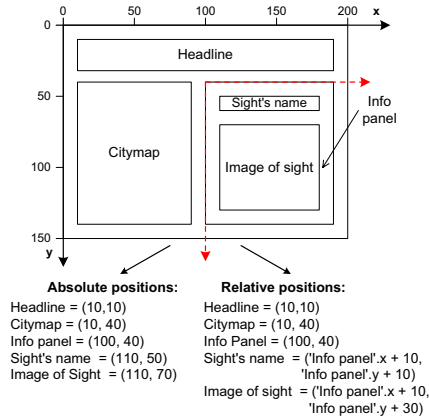 0 50 100 150 200 x
0
Headline
50
Sight's name
Info
panel
Citymap
Image of sight
100
150
y
Absolute positions:
Headline = (10,10)
Citymap = (10, 40)
Info panel = (100, 40)
Sight's name = (110, 50)
Image of Sight = (110, 70)
Relative positions:
Headline = (10,10)
Citymap = (10, 40)
Info Panel = (100, 40)
Sight's name = ('Info panel'.x + 10,
'Info panel'.y + 10)
Image of sight = ('Info panel'.x + 10,
'Info panel'.y + 30)